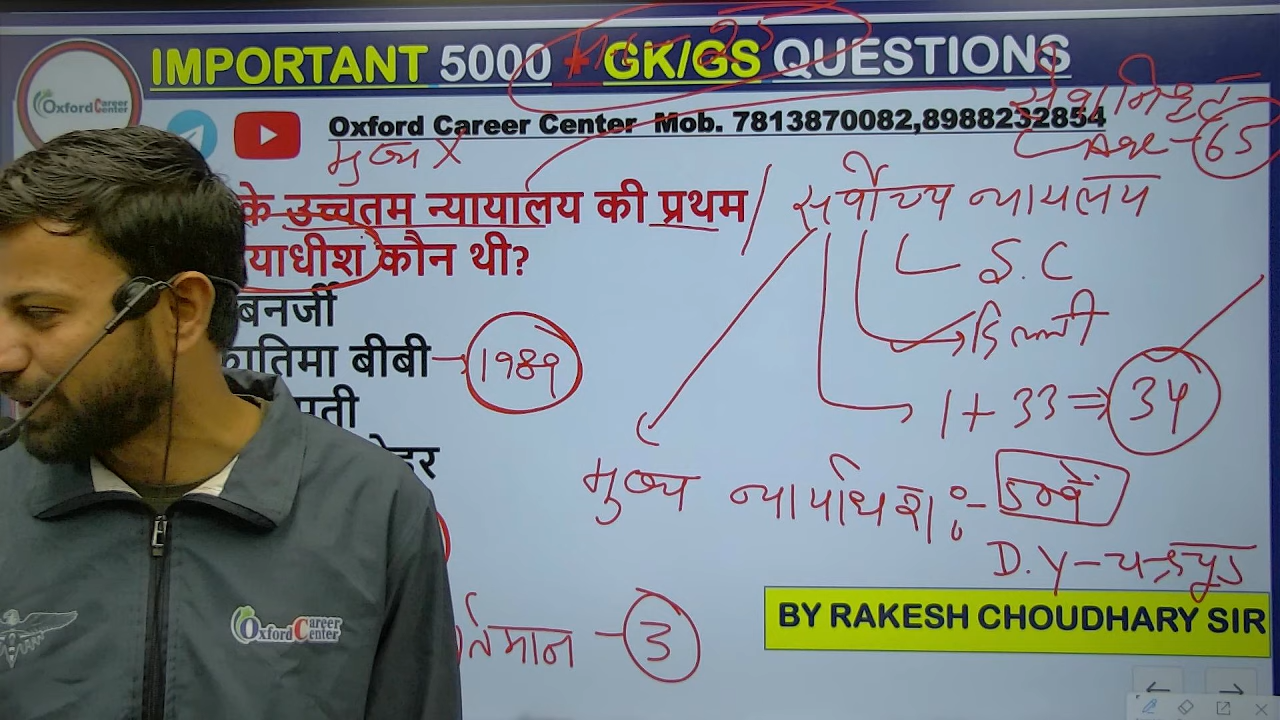 IMPORTANT 5000 + GK/GS QUESTIONS
Oxford Career Center
Oxford Career Center Mob. 7813870082,8988232854
Age - 65
मुख्य X
के उच्चतम न्यायालय की प्रथम / सर्वोच्य न्यायलय
याधीश कौन थी?
S.C
बनर्जी
दिल्ली
फातिमा बीबी 1989
1 + 33 ⇒ 34
मुख्य न्यायधिश :- 50वें
D.Y - चन्द्रचूड
BY RAKESH CHOUDHARY SIR
Oxford Career Center
र्तमान - 3